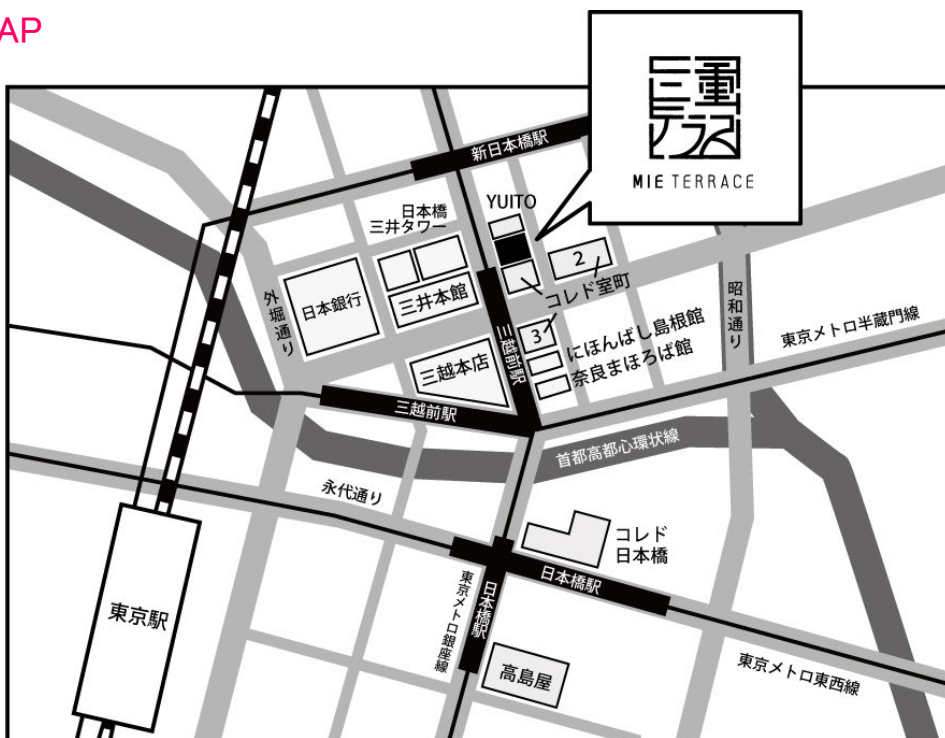 AP
三重
テラス
MIE TERRACE
新日本橋駅
YUITO
日本橋
三井タワー
2
コレド室町
外堀通り
日本銀行
三井本館
昭和通り
3
三越前駅
にほんばし島根館
奈良まほろば館
東京メトロ半蔵門線
三越本店
三越前駅
首都高都心環状線
永代通り
コレド
日本橋
日本橋駅
日本橋駅
東京メトロ銀座線
東京駅
高島屋
東京メトロ東西線